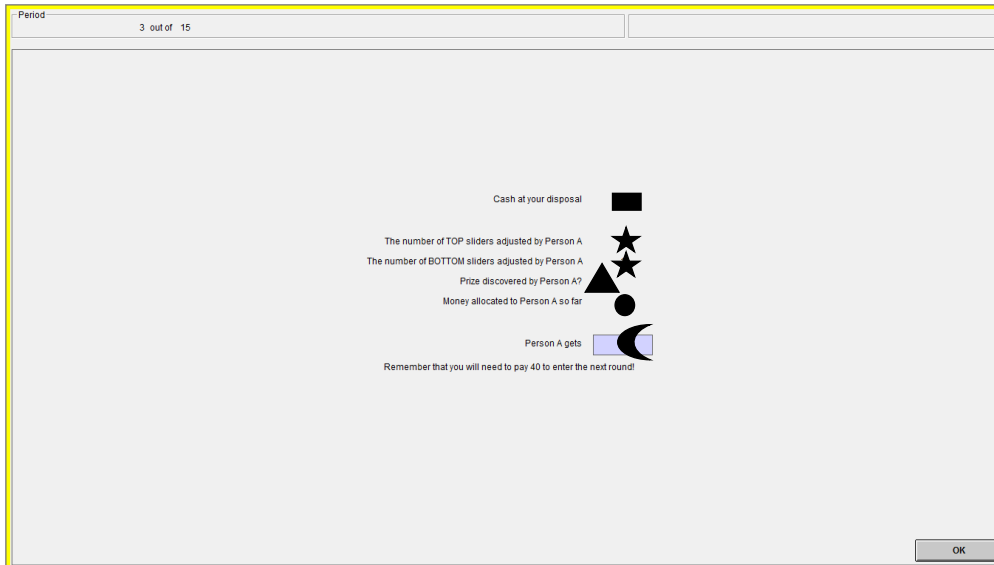 Period
3 out of 15
Cash at your disposal
The number of TOP sliders adjusted by Person A
The number of BOTTOM sliders adjusted by Person A
Prize discovered by Person A?
Money allocated to Person A so far
Person A gets
Remember that you will need to pay 40 to enter the next round!
OK